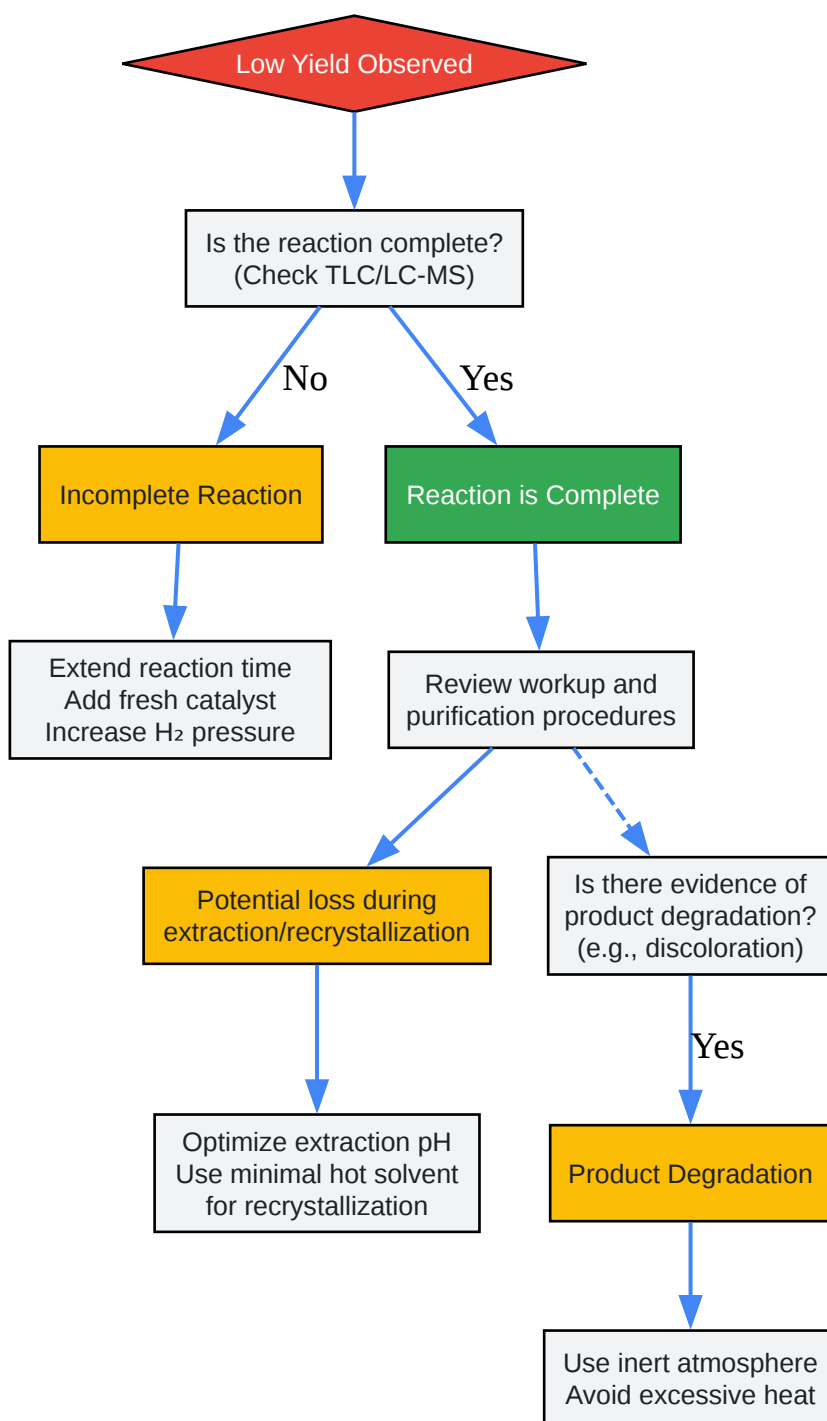 Low Yield Observed
Is the reaction complete?
(Check TLC/LC-MS)
No
Yes
Incomplete Reaction
Reaction is Complete
Extend reaction time
Add fresh catalyst
Increase H₂ pressure
Review workup and
purification procedures
Potential loss during
extraction/recrystallization
Is there evidence of
product degradation?
(e.g., discoloration)
Yes
Optimize extraction pH
Use minimal hot solvent
for recrystallization
Product Degradation
Use inert atmosphere
Avoid excessive heat